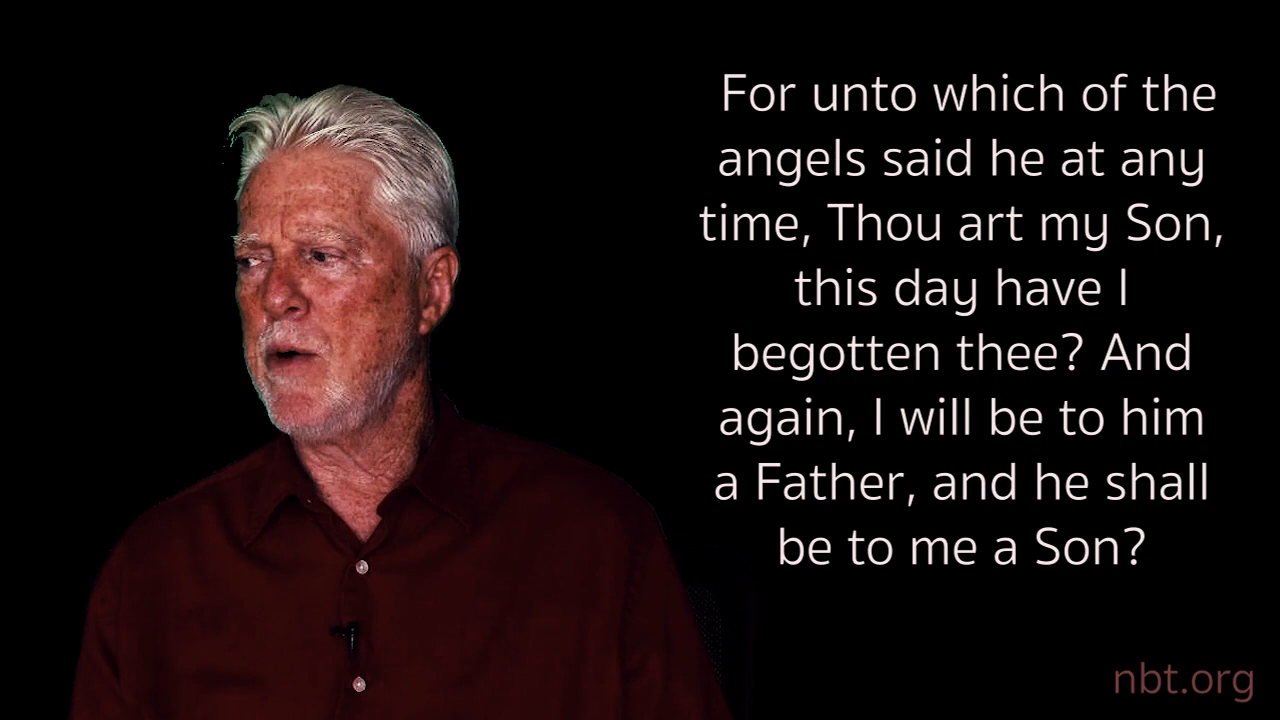 For unto which of the
angels said he at any
time, Thou art my Son,
this day have I
begotten thee? And
again, I will be to him
a Father, and he shall
be to me a Son?
nbt.org